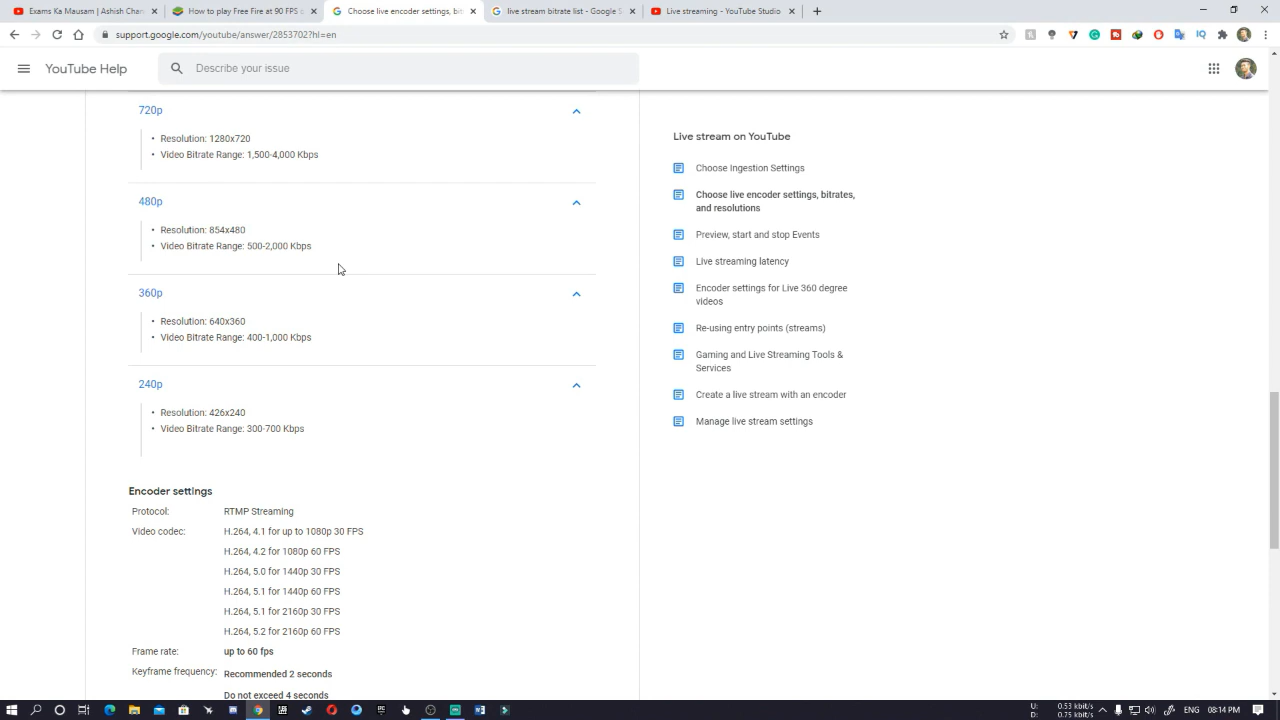 Exams Ka Mausam | Ashish Chan
How to play Free Fire at 90 FPS o
Choose live encoder settings, bit
live stream bitrate list - Google S
Live streaming - YouTube Studio
support.google.com/youtube/answer/2853702?hl=en
YouTube Help
Describe your issue
720p
Resolution: 1280x720
Video Bitrate Range: 1,500-4,000 Kbps
480p
Resolution: 854x480
Video Bitrate Range: 500-2,000 Kbps
360p
Resolution: 640x360
Video Bitrate Range: 400-1,000 Kbps
240p
Resolution: 426x240
Video Bitrate Range: 300-700 Kbps
Encoder settings
Protocol: RTMP Streaming
Video codec: H.264, 4.1 for up to 1080p 30 FPS
H.264, 4.2 for 1080p 60 FPS
H.264, 5.0 for 1440p 30 FPS
H.264, 5.1 for 1440p 60 FPS
H.264, 5.1 for 2160p 30 FPS
H.264, 5.2 for 2160p 60 FPS
Frame rate: up to 60 fps
Keyframe frequency: Recommended 2 seconds
Do not exceed 4 seconds
Live stream on YouTube
Choose Ingestion Settings
Choose live encoder settings, bitrates,
and resolutions
Preview, start and stop Events
Live streaming latency
Encoder settings for Live 360 degree
videos
Re-using entry points (streams)
Gaming and Live Streaming Tools &
Services
Create a live stream with an encoder
Manage live stream settings
U: 0.53 kbit/s
D: 0.75 kbit/s
08:14 PM